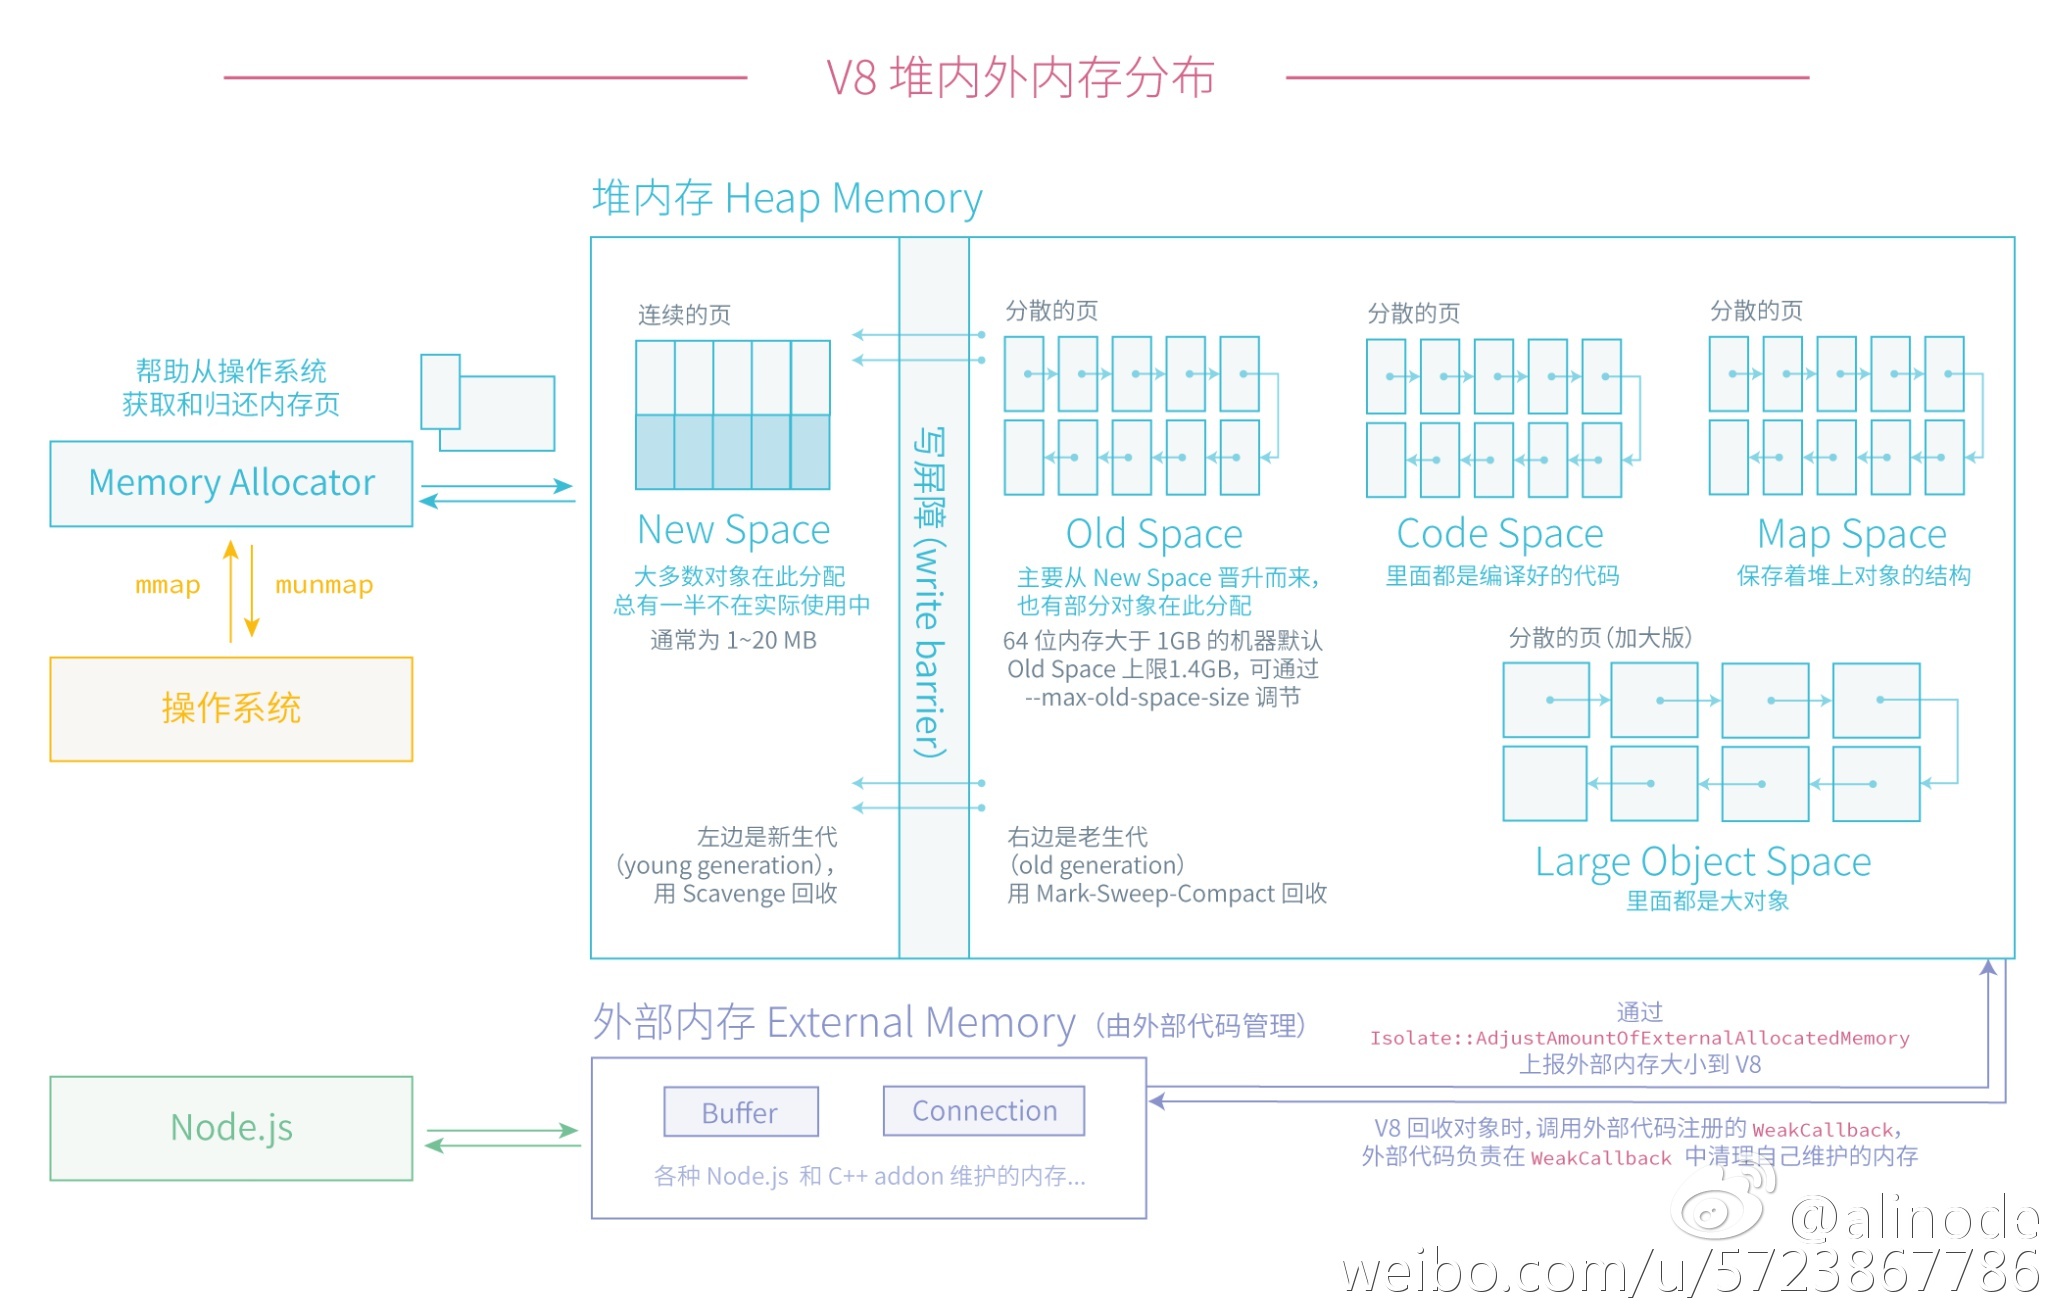 V8 堆内外内存分布
堆内存 Heap Memory
连续的页
New Space
大多数对象在此分配
总有一半不在实际使用中
通常为 1~20 MB
左边是新生代
（young generation），
用 Scavenge 回收
写屏障（write barrier）
分散的页
Old Space
主要从 New Space 晋升而来，
也有部分对象在此分配
64 位内存大于 1GB 的机器默认
Old Space 上限1.4GB，可通过
--max-old-space-size 调节
右边是老生代
（old generation）
用 Mark-Sweep-Compact 回收
分散的页
Code Space
里面都是编译好的代码
分散的页
Map Space
保存着堆上对象的结构
分散的页（加大版）
Large Object Space
里面都是大对象
帮助从操作系统
获取和归还内存页
Memory Allocator
mmap
munmap
操作系统
外部内存 External Memory（由外部代码管理）
Buffer
Connection
各种 Node.js 和 C++ addon 维护的内存...
Node.js
通过
Isolate::AdjustAmountOfExternalAllocatedMemory
上报外部内存大小到 V8
V8 回收对象时，调用外部代码注册的 WeakCallback，
外部代码负责在 WeakCallback 中清理自己维护的内存
@alinode
weibo.com/u/5723867786